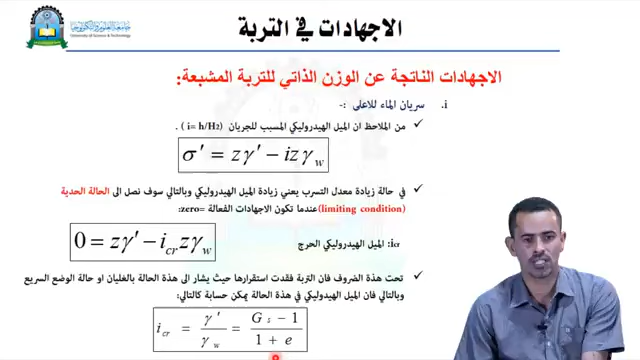 جامعة العلوم والتكنولوجيا
University of Science & Technology
الاجهادات في التربة
الاجهادات الناتجة عن الوزن الذاتي للتربة المشبعة:
i. سريان الماء للاعلى :-
✓ من الملاحظ ان الميل الهيدروليكي المسبب للجريان (i= h/H2) .
σ′ = zγ′ − izγw
✓ في حالة زيادة معدل التسرب يعني زيادة الميل الهيدروليكي وبالتالي سوف نصل الى الحالة الحدية
(limiting condition) عندما تكون الاجهادات الفعالة =zero:
0 = zγ′ − icr zγw
icr: الميل الهيدروليكي الحرج
✓ تحت هذة الضروف فان التربة فقدت استقرارها حيث يشار الى هذة الحالة بالغليان او حالة الوضع السريع
وبالتالي فان الميل الهيدروليكي في هذة الحالة يمكن حسابة كالتالي:
icr = γ′ / γw = (Gs − 1) / (1 + e)